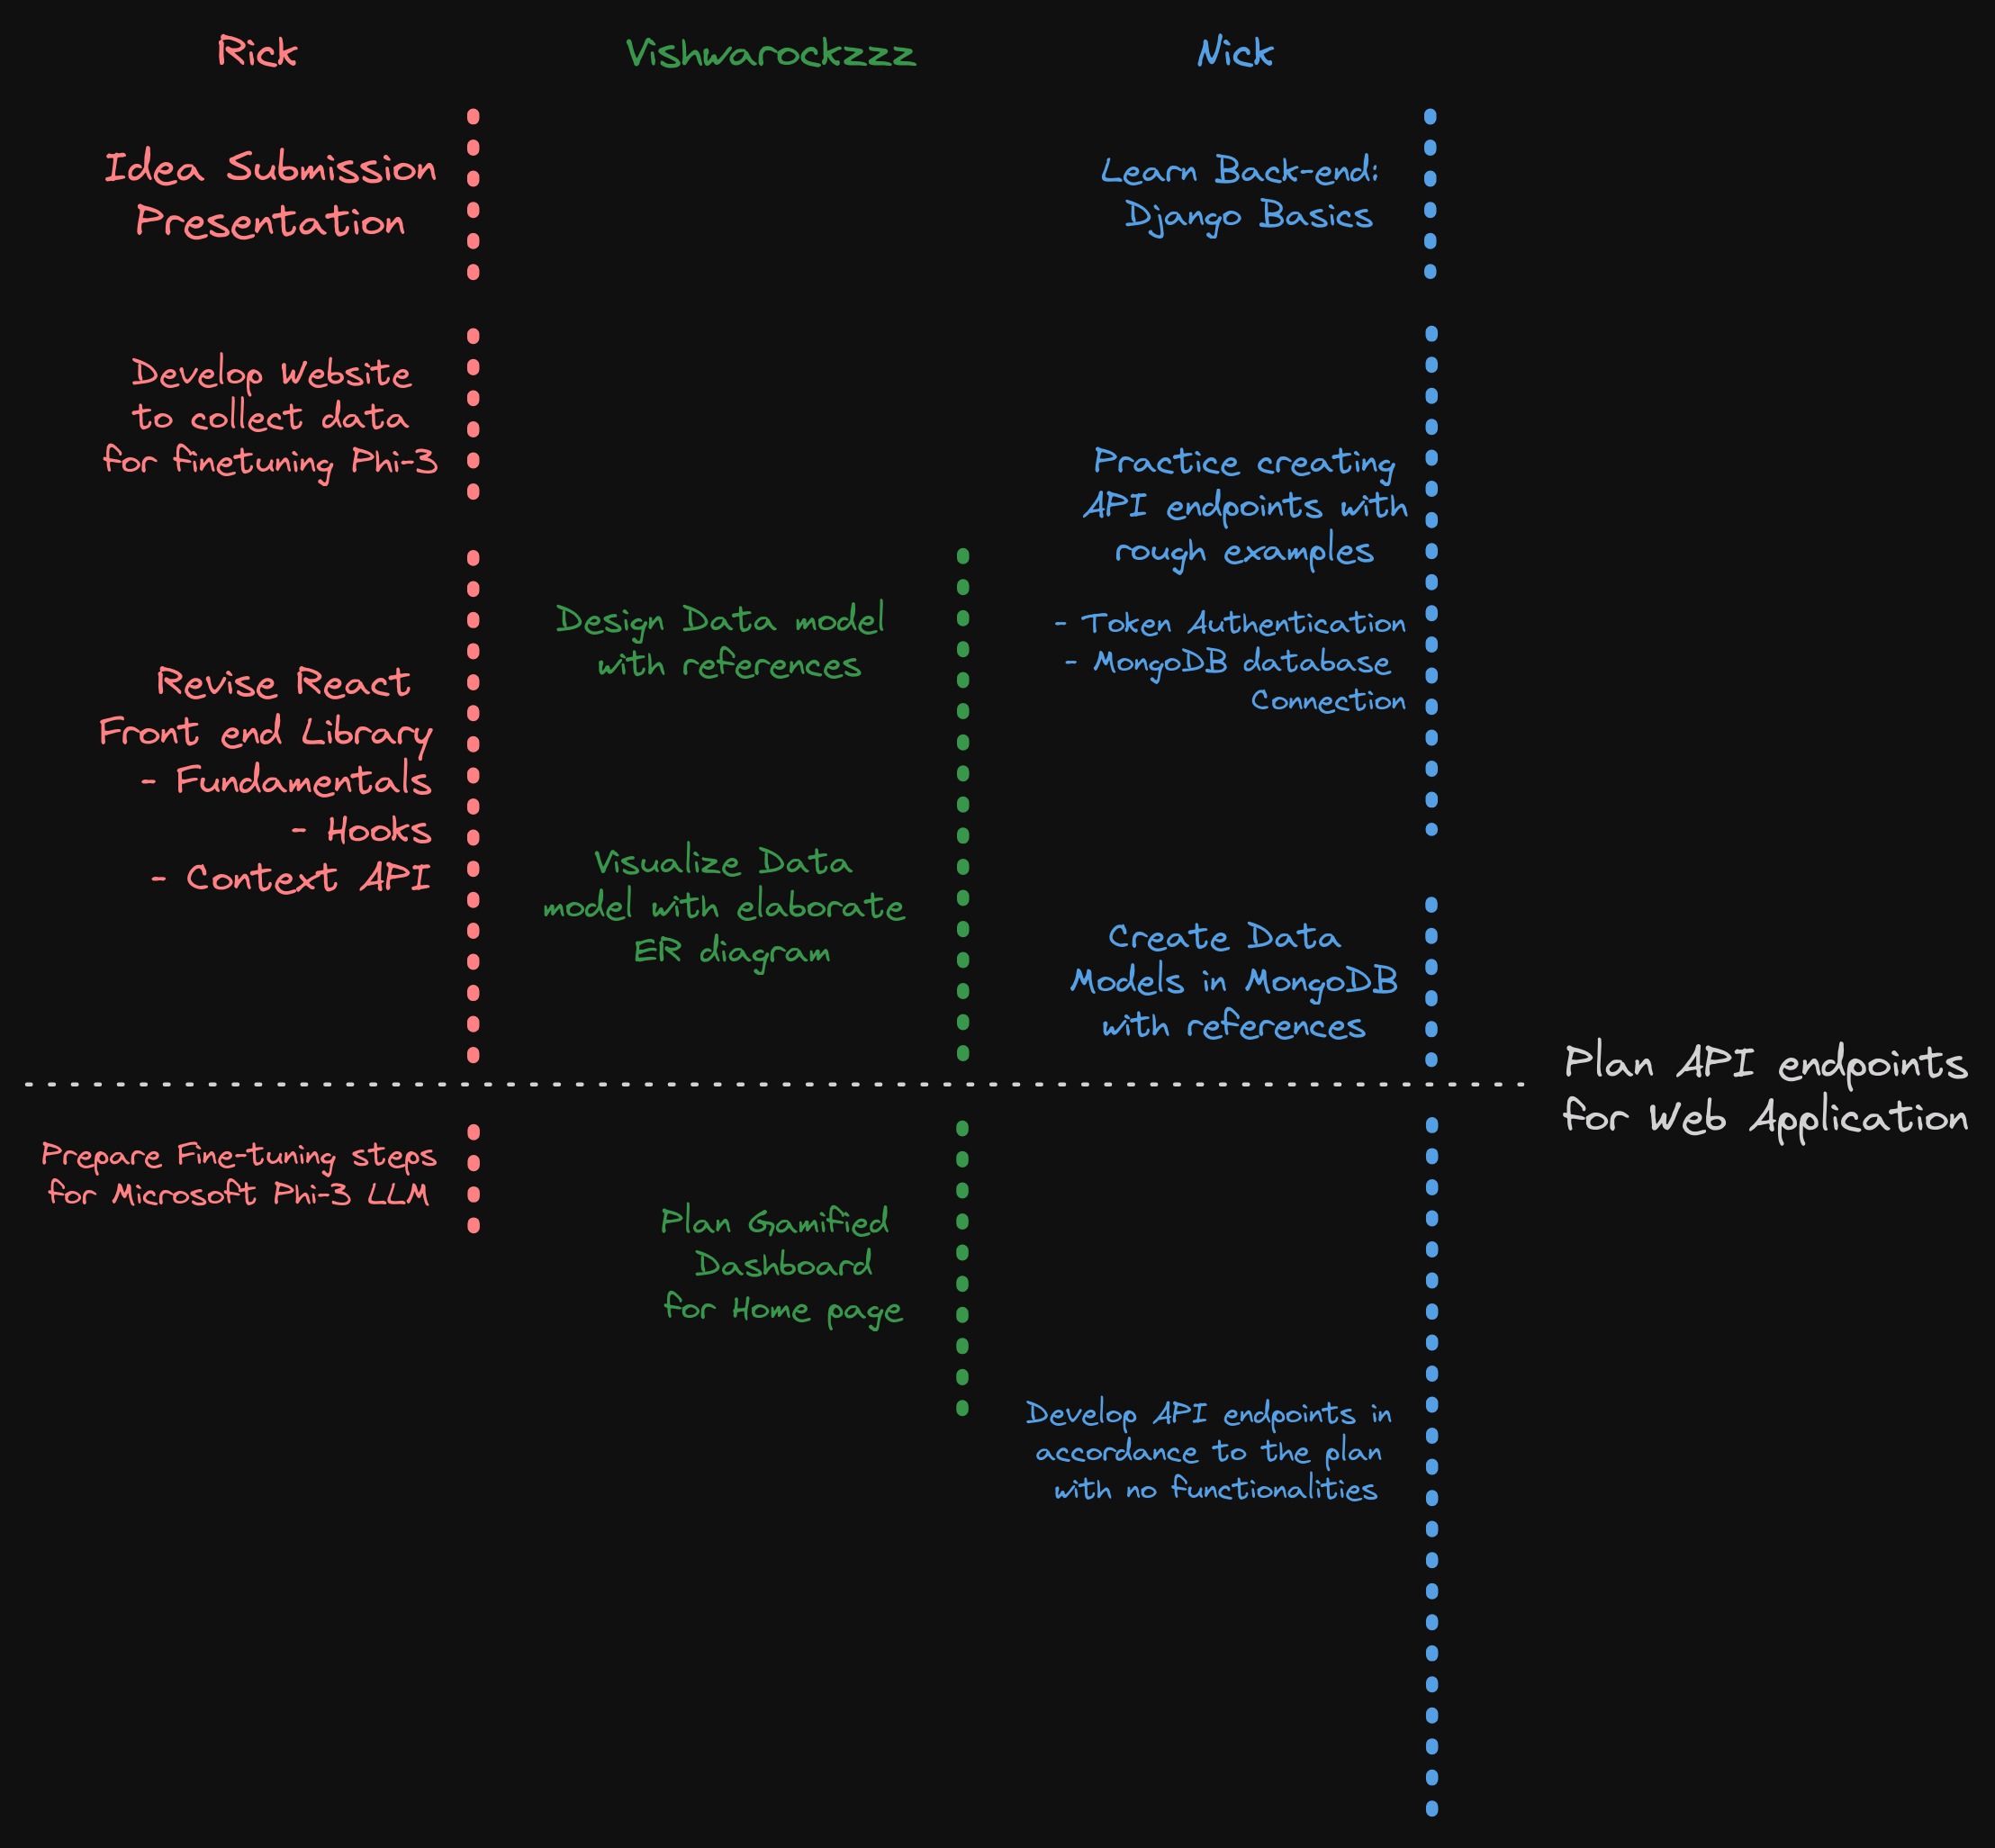 Rick
Vishwarockzzz
Nick
Idea Submission
Presentation
Learn Back-end:
Django Basics
Develop Website
to collect data
for finetuning Phi-3
Practice creating
API endpoints with
rough examples
- Token Authentication
- MongoDB database
Connection
Design Data model
with references
Revise React
Front end Library
- Fundamentals
- Hooks
- Context API
Visualize Data
model with elaborate
ER diagram
Create Data
Models in MongoDB
with references
Plan API endpoints
for Web Application
Prepare Fine-tuning steps
for Microsoft Phi-3 LLM
Plan Gamified
Dashboard
for Home page
Develop API endpoints in
accordance to the plan
with no functionalities